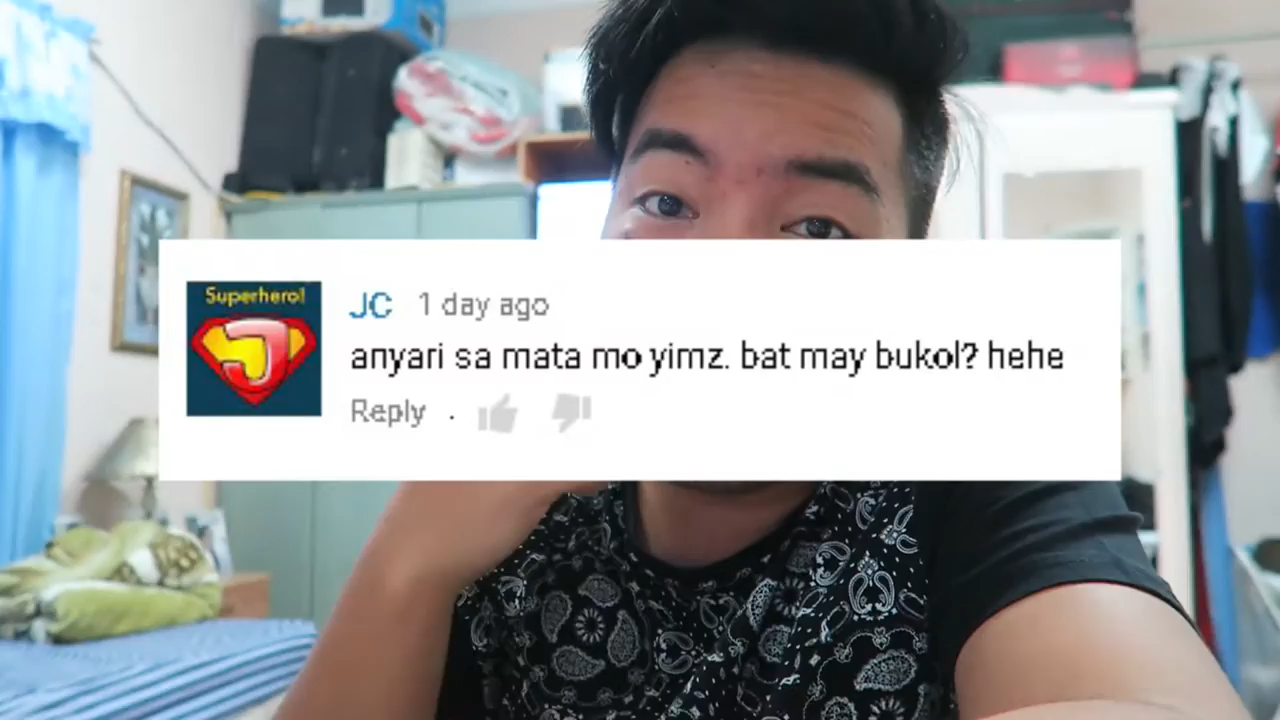 Superhero!
J
JC 1 day ago
anyari sa mata mo yimz. bat may bukol? hehe
Reply .